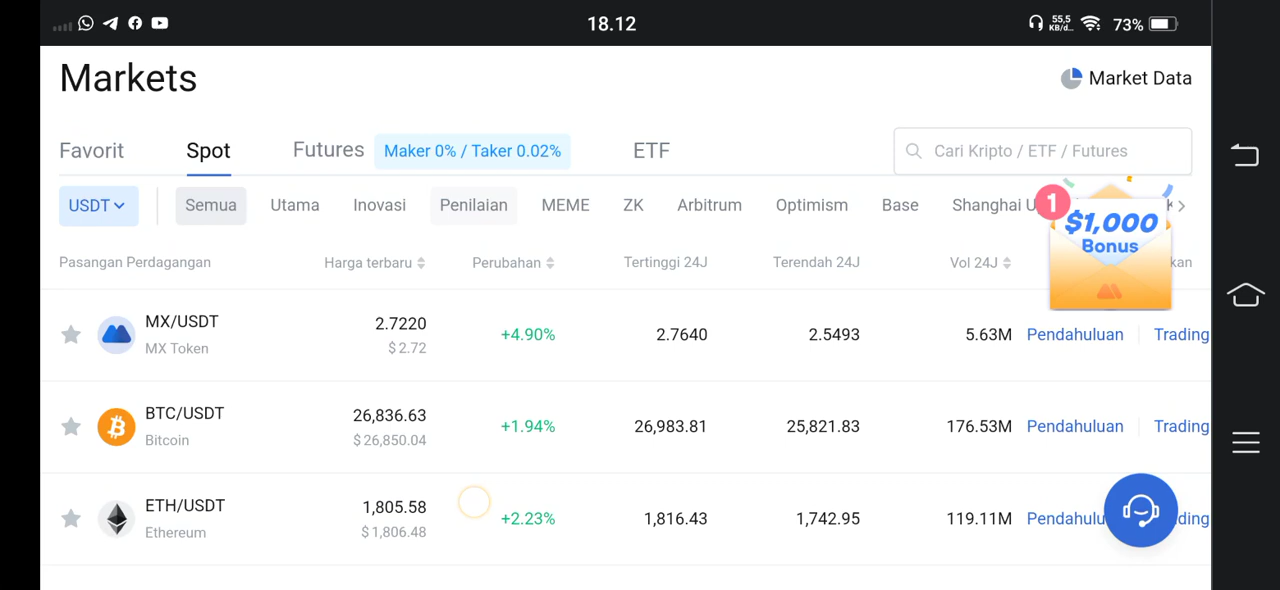 18.12
55,5
KB/d...
73%
Markets
Market Data
Favorit
Spot
Futures
Maker 0% / Taker 0.02%
ETF
Cari Kripto / ETF / Futures
USDT
Semua
Utama
Inovasi
Penilaian
MEME
ZK
Arbitrum
Optimism
Base
Shanghai U
1
$1,000
Bonus
Pasangan Perdagangan
Harga terbaru
Perubahan
Tertinggi 24J
Terendah 24J
Vol 24J
kan
MX/USDT
MX Token
2.7220
$ 2.72
+4.90%
2.7640
2.5493
5.63M
Pendahuluan
Trading
BTC/USDT
Bitcoin
26,836.63
$ 26,850.04
+1.94%
26,983.81
25,821.83
176.53M
Pendahuluan
Trading
ETH/USDT
Ethereum
1,805.58
$ 1,806.48
+2.23%
1,816.43
1,742.95
119.11M
Pendahulu
ding